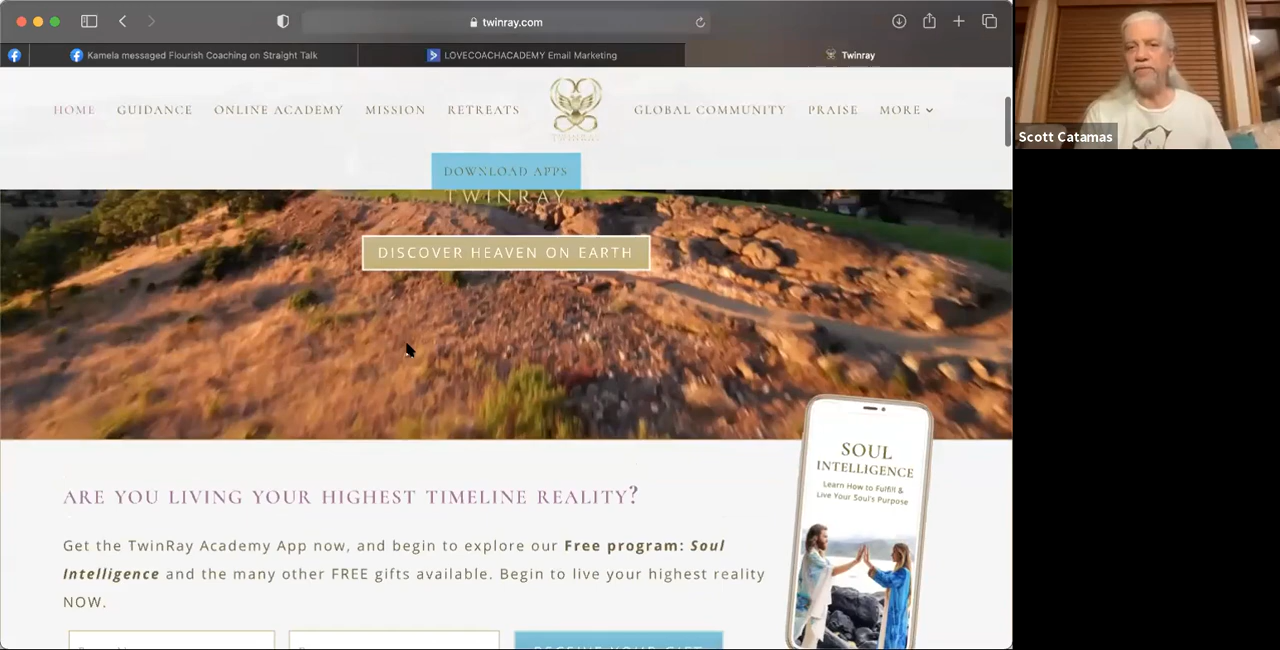 twinray.com
Kamela messaged Flourish Coaching on Straight Talk
LOVECOACHACADEMY Email Marketing
Twinray
HOME
GUIDANCE
ONLINE ACADEMY
MISSION
RETREATS
GLOBAL COMMUNITY
PRAISE
MORE
DOWNLOAD APPS
TWINRAY
DISCOVER HEAVEN ON EARTH
ARE YOU LIVING YOUR HIGHEST TIMELINE REALITY?
Get the TwinRay Academy App now, and begin to explore our Free program: Soul
Intelligence and the many other FREE gifts available. Begin to live your highest reality
NOW.
RECEIVE YOUR GIFT
SOUL
INTELLIGENCE
Learn How to Fulfill &
Live Your Soul's Purpose
Scott Catamas